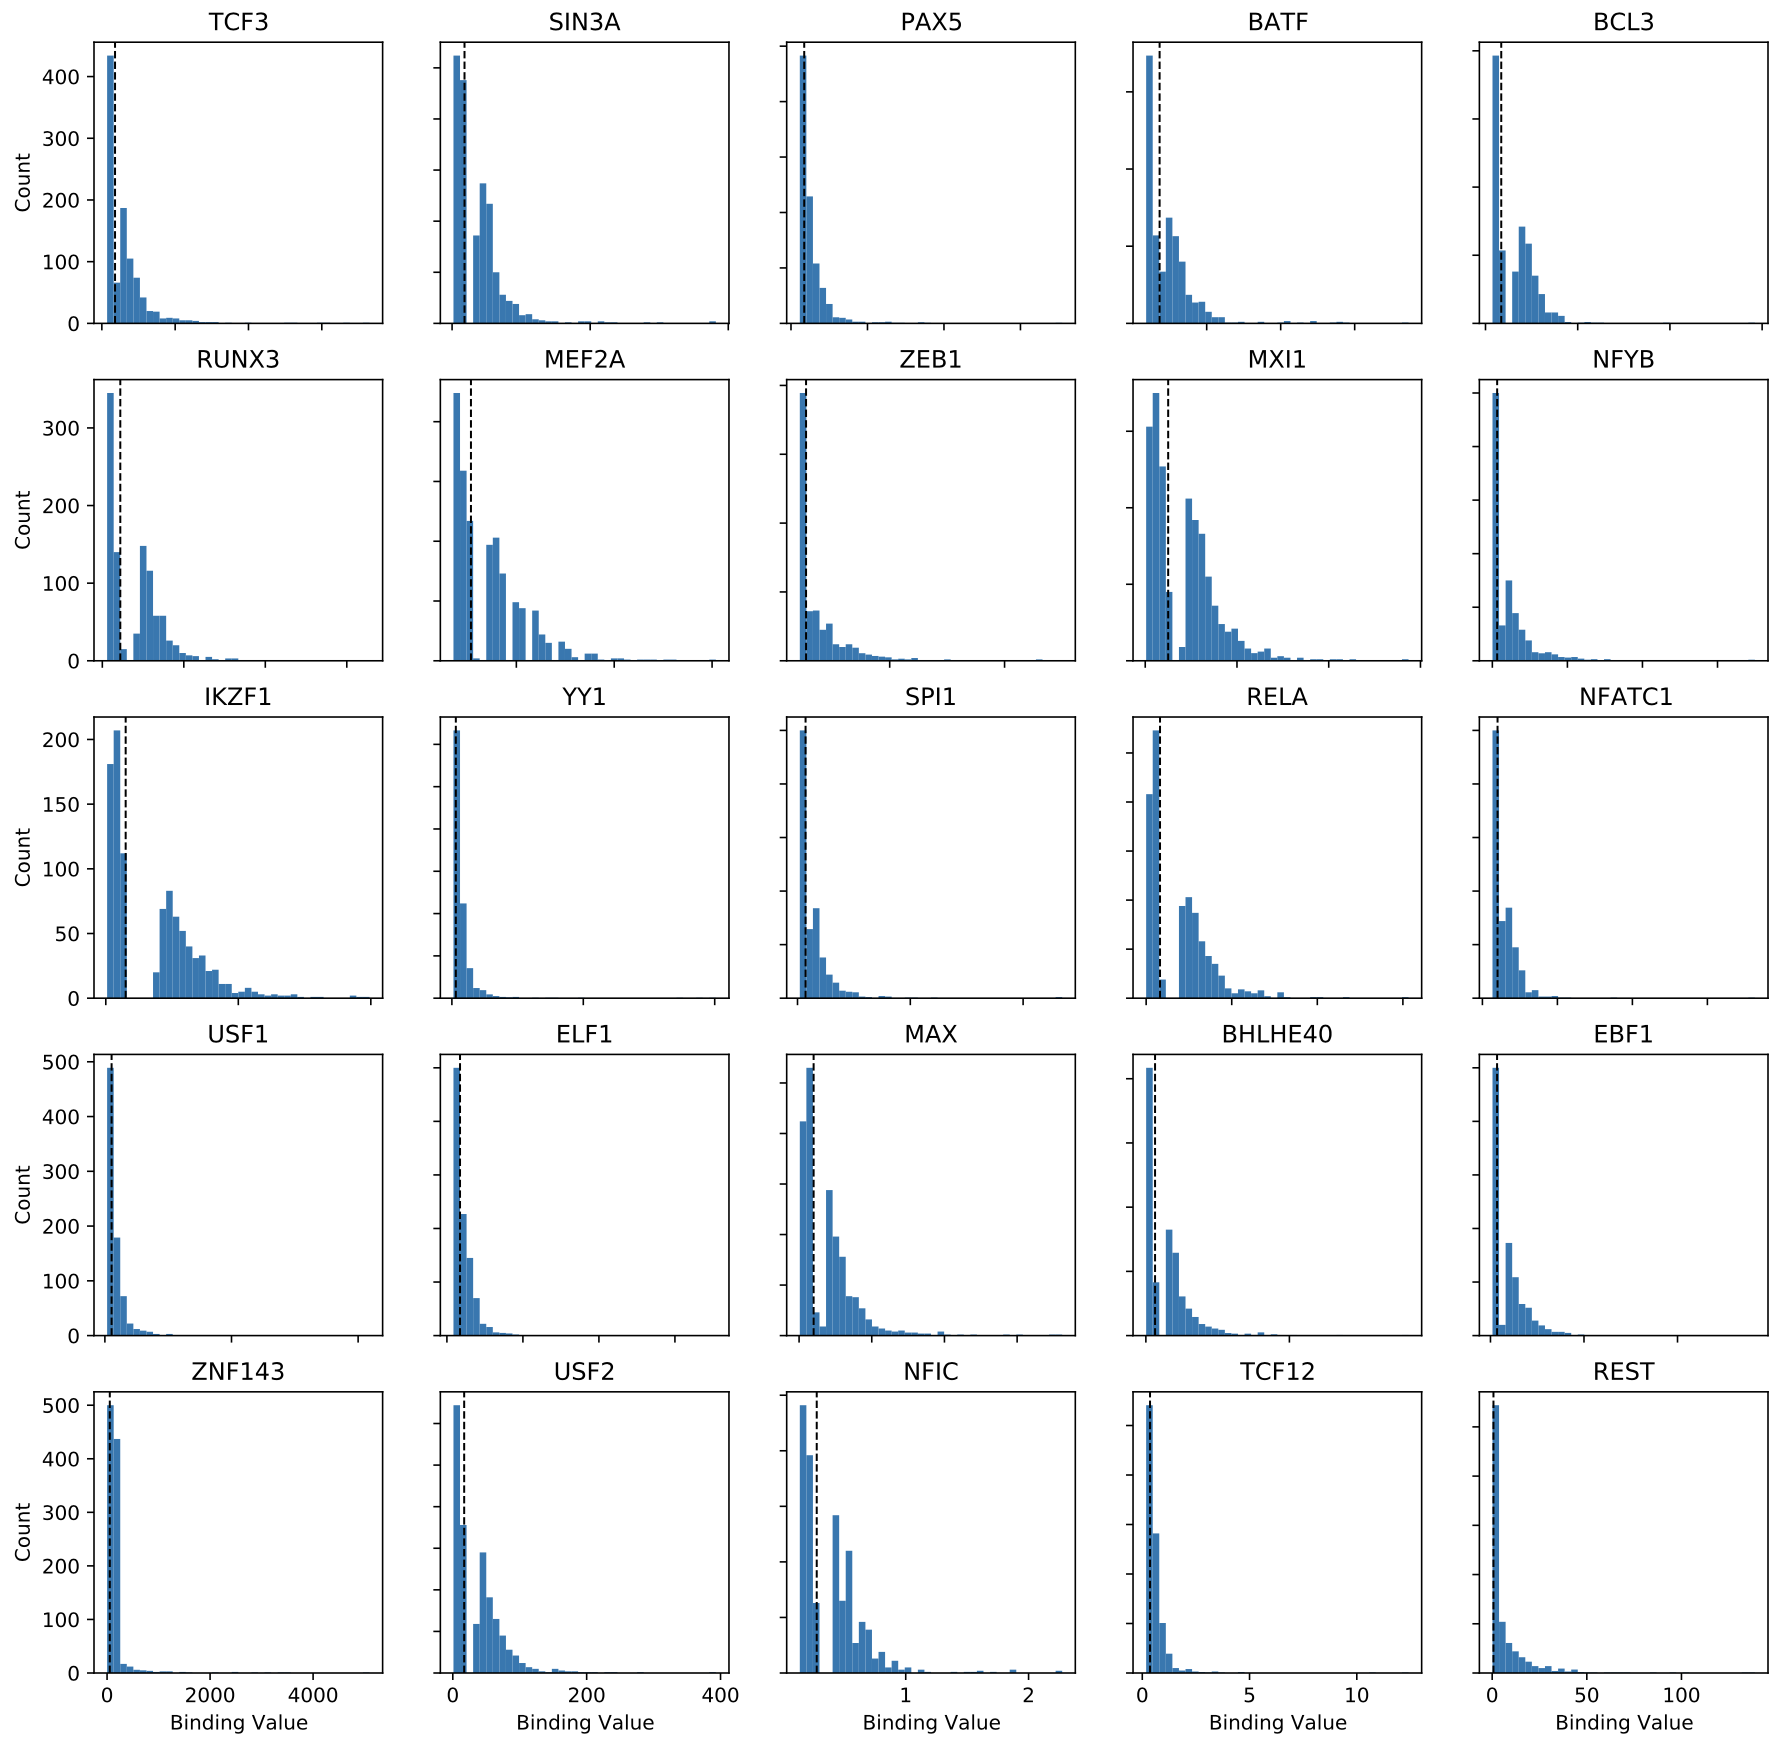 TCF3 SIN3A PAX5 BATF BCL3
400
300
200
100
0
Count
RUNX3 MEF2A ZEB1 MXI1 NFYB
300
200
100
0
Count
IKZF1 YY1 SPI1 RELA NFATC1
200
150
100
50
0
Count
USF1 ELF1 MAX BHLHE40 EBF1
500
400
300
200
100
0
Count
ZNF143 USF2 NFIC TCF12 REST
500
400
300
200
100
0
Count
0 2000 4000 0 200 400 1 2 0 5 10 0 50 100
Binding Value Binding Value Binding Value Binding Value Binding Value